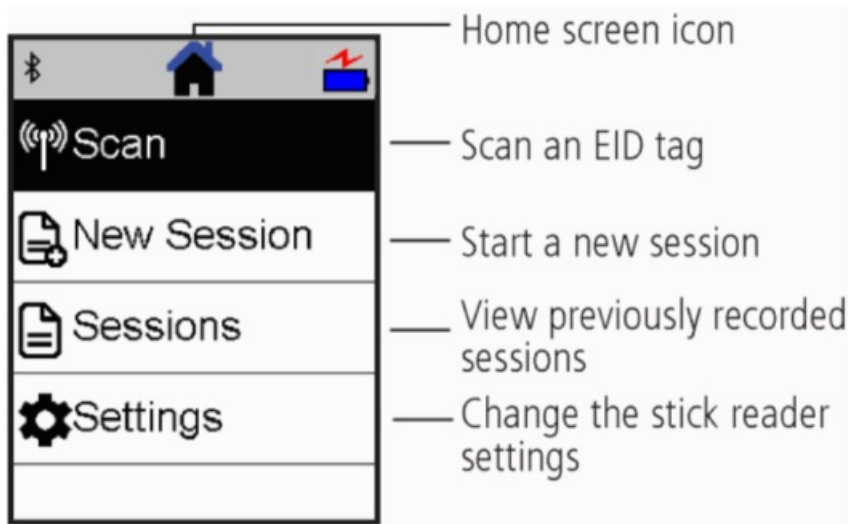 Home screen icon
Scan
Scan an EID tag
New Session
Start a new session
Sessions
View previously recorded
sessions
Settings
Change the stick reader
settings